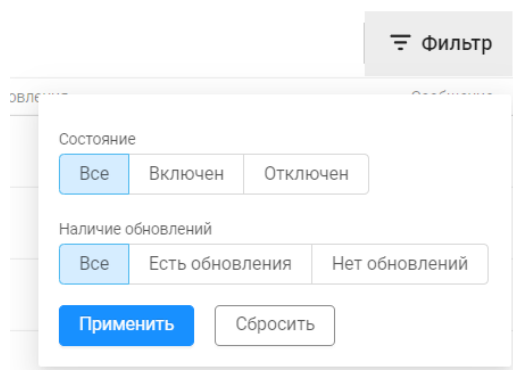 Фильтр
Состояние
Все Включен Отключен
Наличие обновлений
Все Есть обновления Нет обновлений
Применить Сбросить